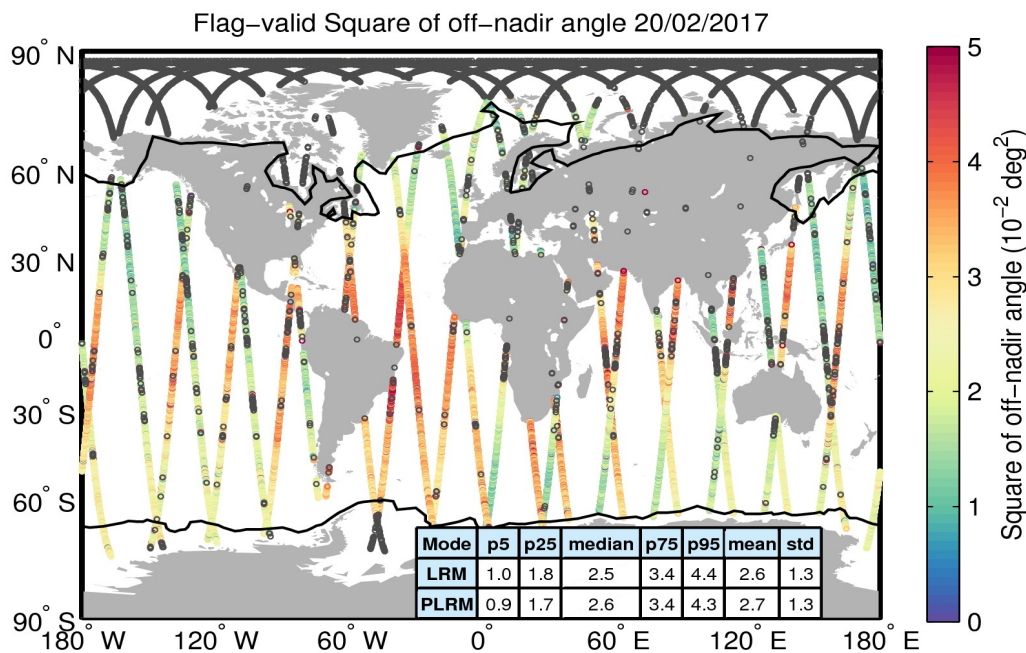 Flag−valid Square of off−nadir angle 20/02/2017
90° N
60° N
30° N
0°
30° S
60° S
90° S
180° W
120° W
60° W
0°
60° E
120° E
180° E
Mode p5 p25 median p75 p95 mean std
LRM 1.0 1.8 2.5 3.4 4.4 2.6 1.3
PLRM 0.9 1.7 2.6 3.4 4.3 2.7 1.3
5
4
3
2
1
0
Square of off−nadir angle (10⁻² deg²)